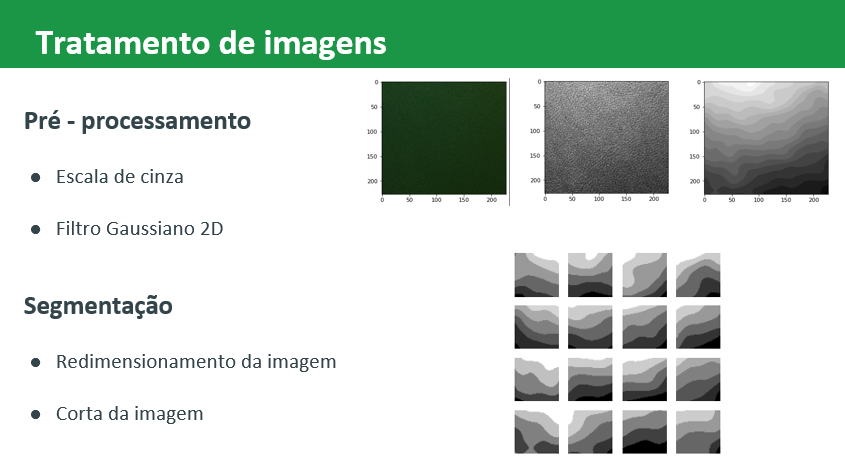 Tratamento de imagens
Pré - processamento
● Escala de cinza
● Filtro Gaussiano 2D
Segmentação
● Redimensionamento da imagem
● Corta da imagem
0
50
100
150
200
0 50 100 150 200
0
50
100
150
200
0 50 100 150 200
0
50
100
150
200
0 50 100 150 200